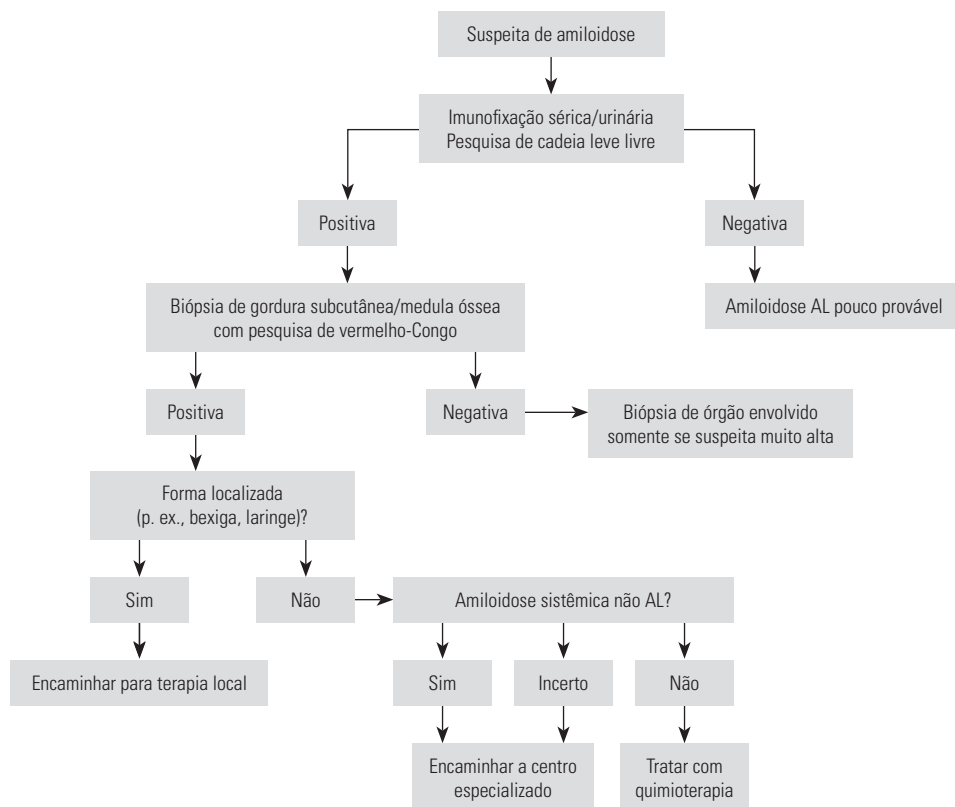 Suspeita de amiloidose
Imunofixação sérica/urinária
Pesquisa de cadeia leve livre
Positiva
Negativa
Biópsia de gordura subcutânea/medula óssea
com pesquisa de vermelho-Congo
Amiloidose AL pouco provável
Positiva
Negativa
Biópsia de órgão envolvido
somente se suspeita muito alta
Forma localizada
(p. ex., bexiga, laringe)?
Sim
Não
Amiloidose sistêmica não AL?
Encaminhar para terapia local
Sim
Incerto
Não
Encaminhar a centro
especializado
Tratar com
quimioterapia